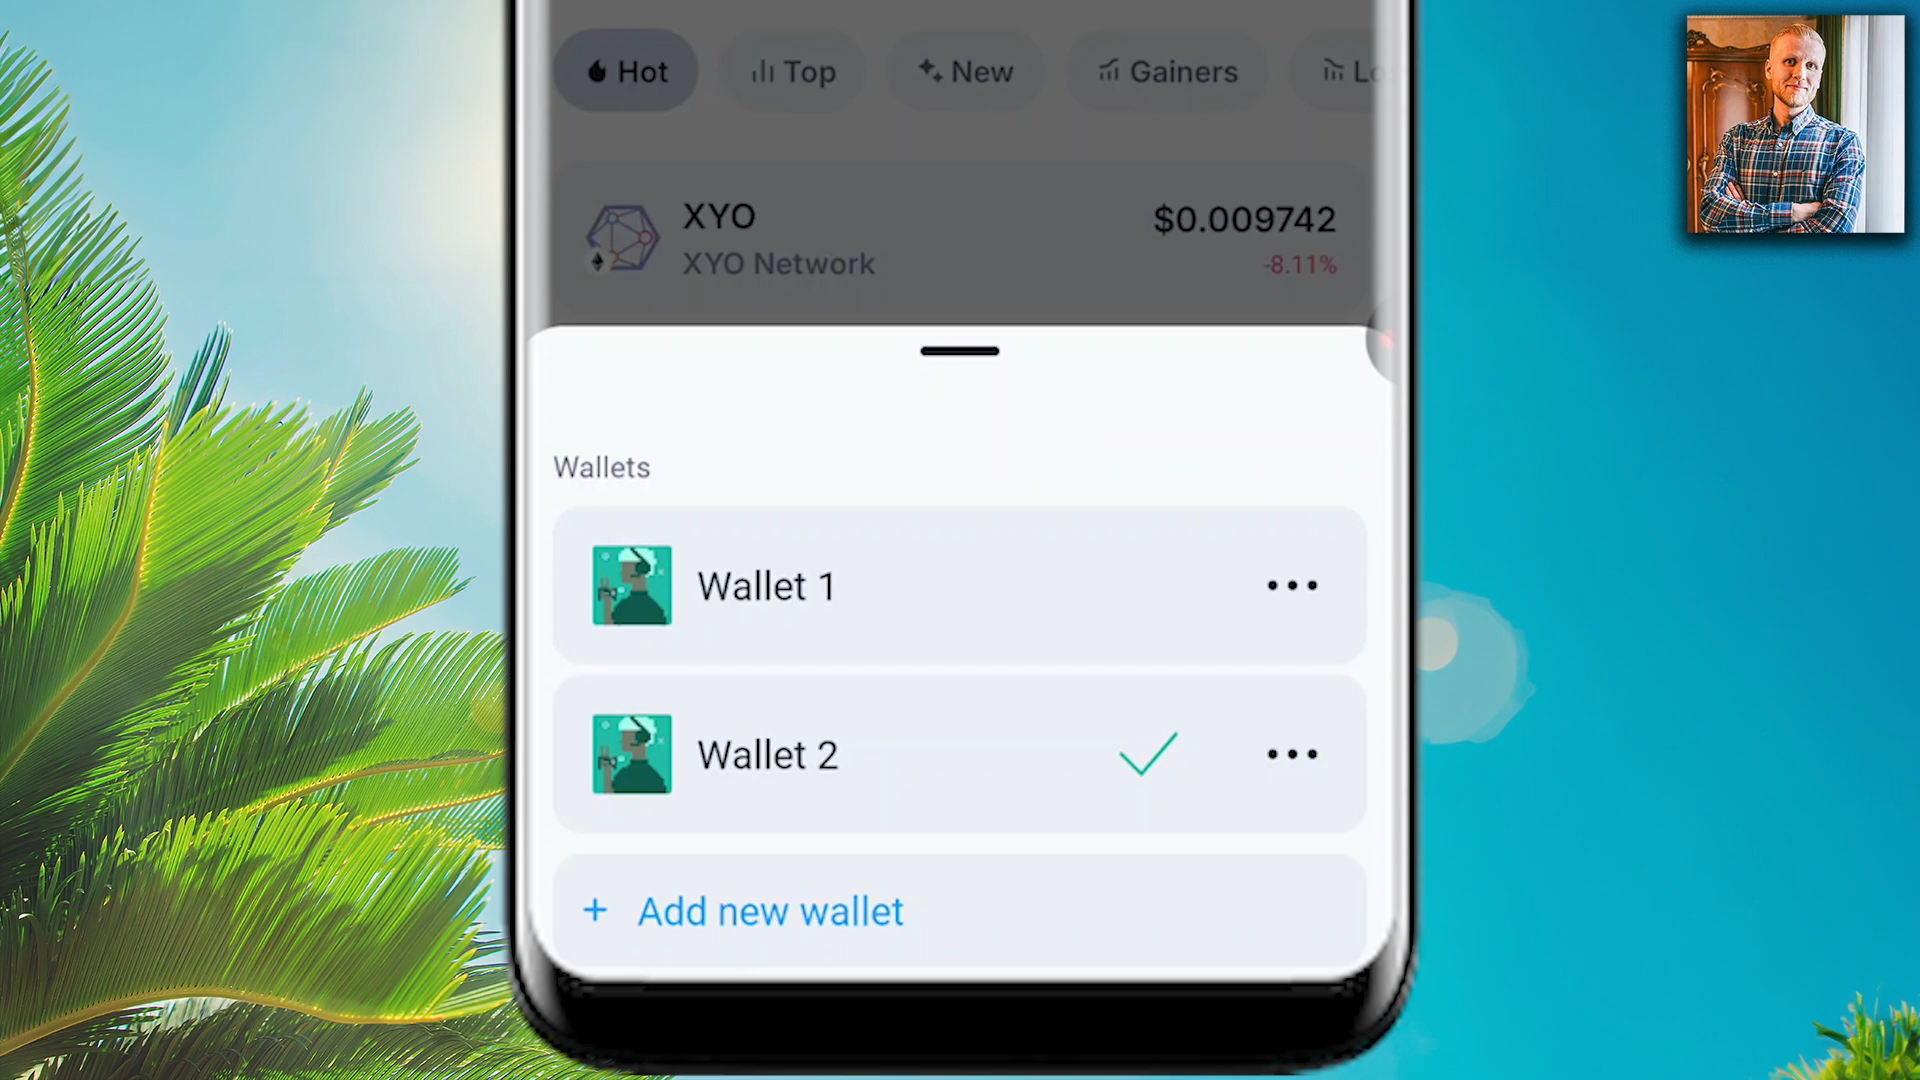 Hot Top New Gainers Lo
XYO $0.009742
XYO Network -8.11%
Wallets
Wallet 1
Wallet 2
+ Add new wallet